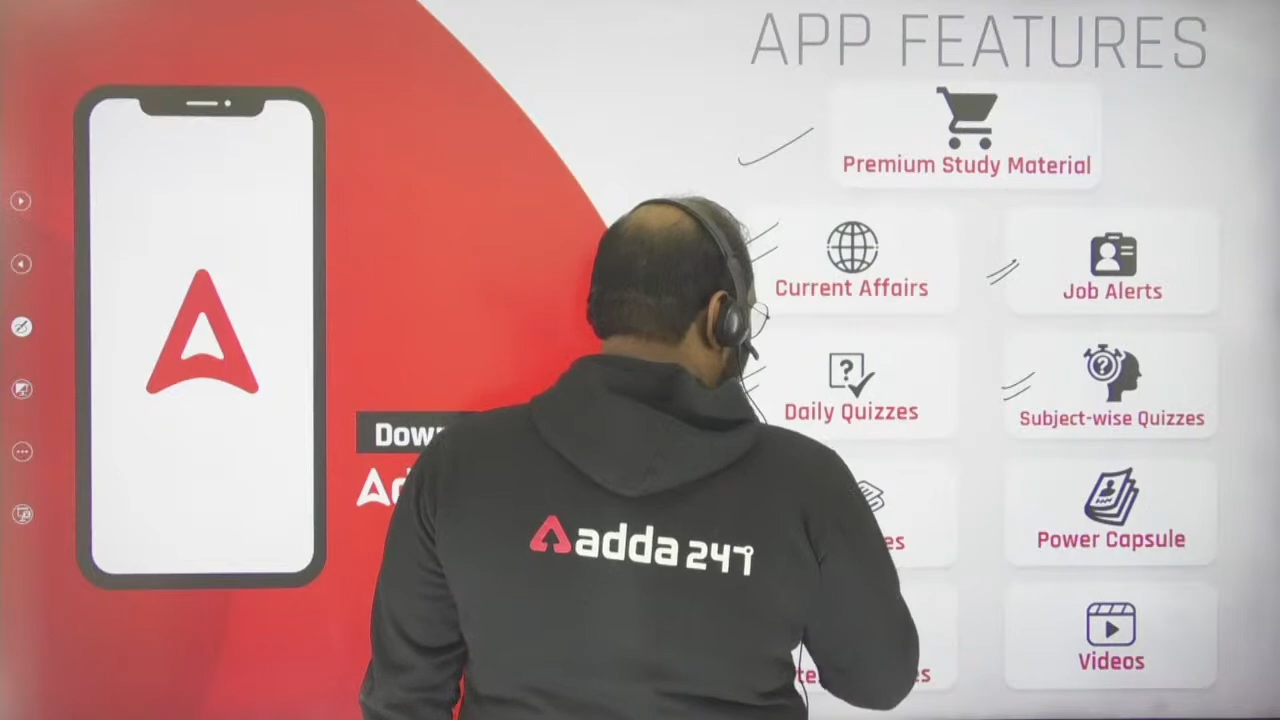 APP FEATURES
Premium Study Material
Current Affairs
Job Alerts
Daily Quizzes
Subject-wise Quizzes
Power Capsule
Videos
adda 247